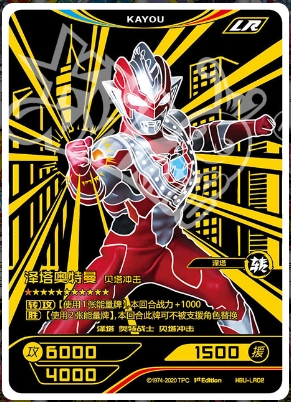 KAYOU
LR
泽塔
转
泽塔奥特曼 贝塔冲击
★★★★★★★★★★★
[转][攻]【使用1张能量牌】本回合战力+1000
[胜]【使用2张能量牌】,本回合此牌可不被支援角色替换
泽塔 奥特战士 贝塔冲击
攻 6000
4000
1500 援
©1974-2020 TPC 1st Edition HBU-LR02